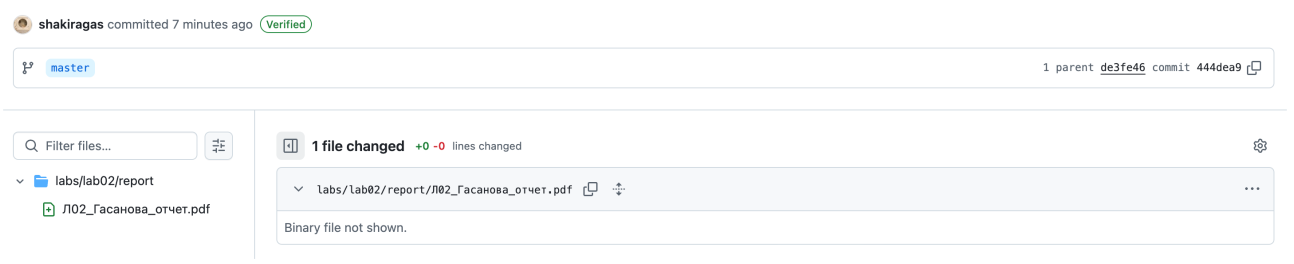 shakiragas committed 7 minutes ago Verified
master
1 parent de3fe46 commit 444dea9
Filter files...
1 file changed +0 -0 lines changed
labs/lab02/report
Л02_Гасанова_отчет.pdf
labs/lab02/report/Л02_Гасанова_отчет.pdf
Binary file not shown.